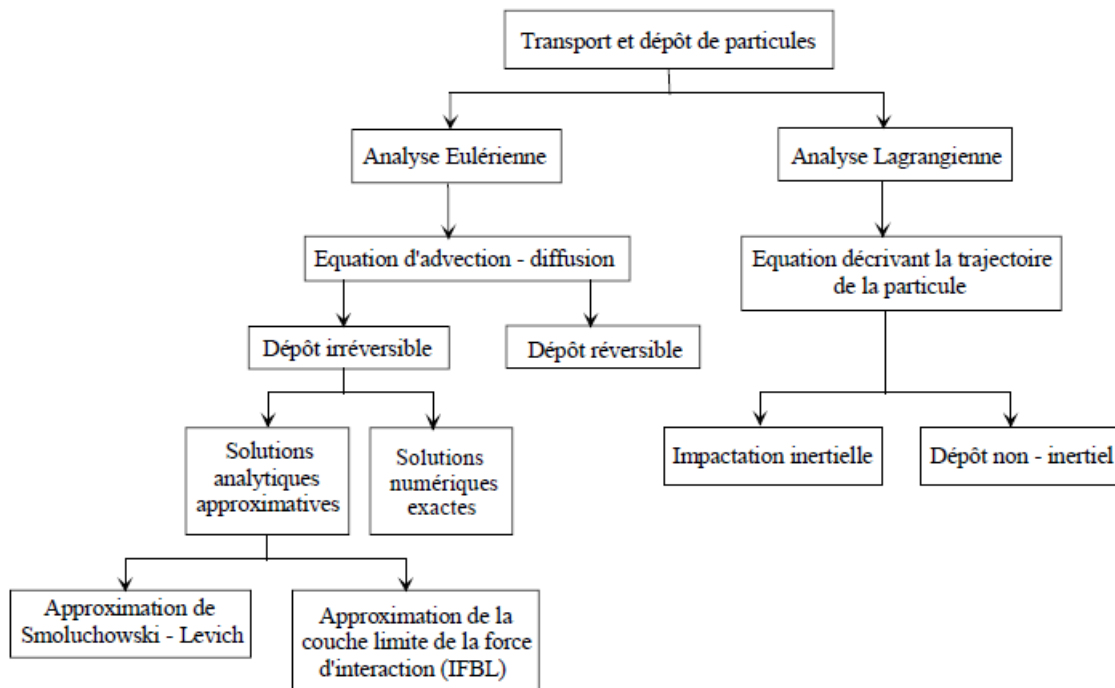 Transport et dépôt de particules
Analyse Eulérienne
Analyse Lagrangienne
Equation d'advection - diffusion
Equation décrivant la trajectoire
de la particule
Dépôt irréversible
Dépôt réversible
Solutions
analytiques
approximatives
Solutions
numériques
exactes
Impactation inertielle
Dépôt non - inertiel
Approximation de
Smoluchowski - Levich
Approximation de la
couche limite de la force
d'interaction (IFBL)